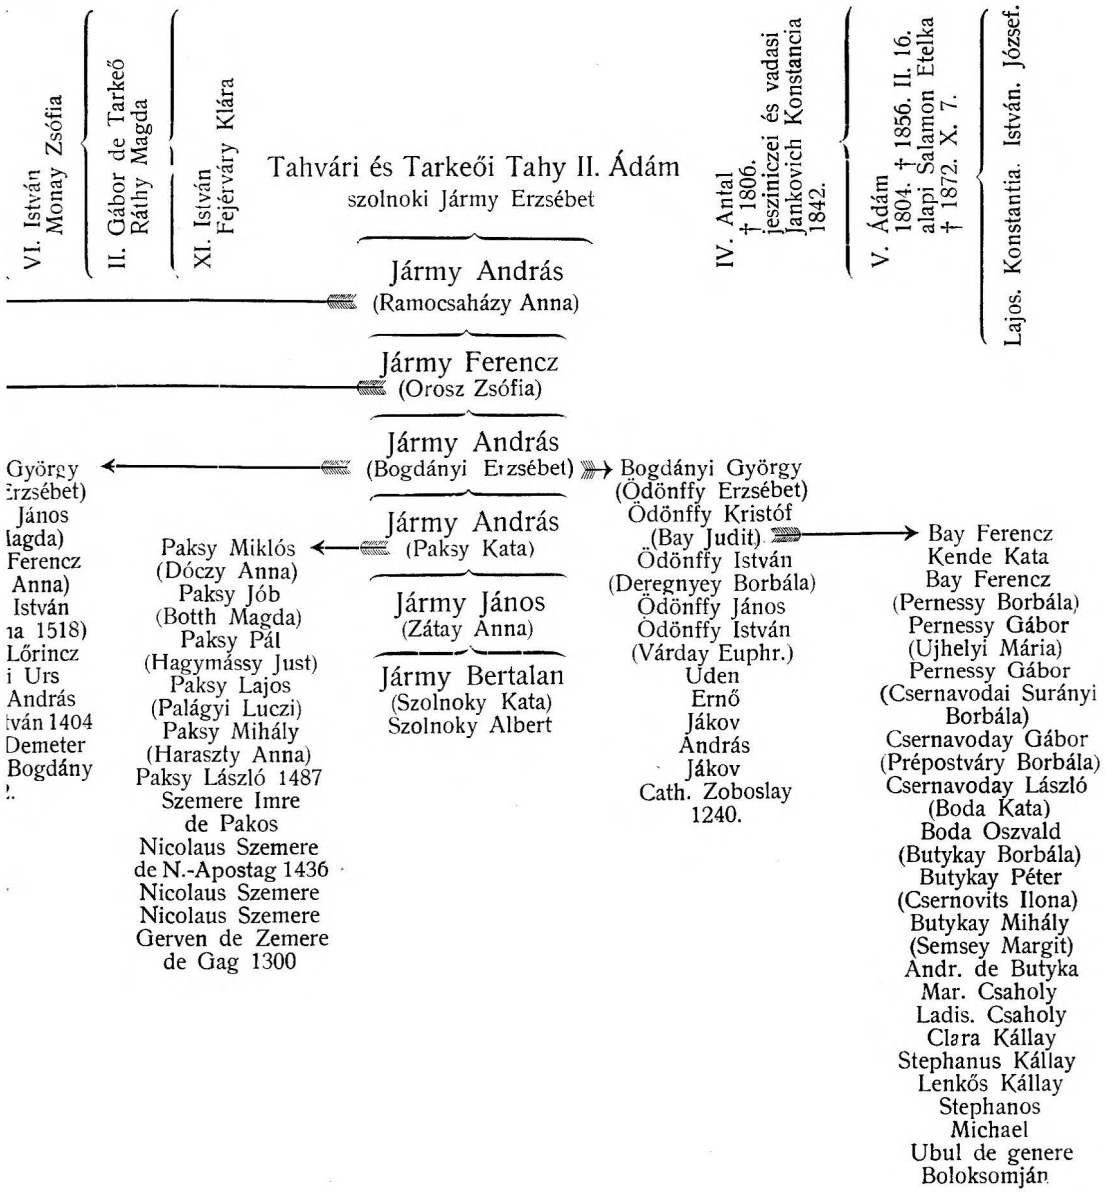 VI. István
Monay Zsófia
II. Gábor de Tarkeő
Ráthy Magda
XI. István
Fejérváry Klára
Tahvári és Tarkeői Tahy II. Ádám
szolnoki Jármy Erzsébet
IV. Antal
† 1806.
jeszniczei és vadasi
Jankovich Konstancia
1842.
V. Ádám
1804. † 1856. II. 16.
alapi Salamon Etelka
† 1872. X. 7.
Lajos. Konstantia. István. József.
Jármy András
(Ramocsaházy Anna)
Jármy Ferencz
(Orosz Zsófia)
Jármy András
(Bogdányi Erzsébet)
Jármy András
(Paksy Kata)
Jármy János
(Zátay Anna)
Jármy Bertalan
(Szolnoky Kata)
Szolnoky Albert
György
Erzsébet)
János
Magda)
Ferencz
Anna)
István
na 1518)
Lőrincz
i Urs
András
tván 1404
Demeter
Bogdány
2.
Paksy Miklós
(Dóczy Anna)
Paksy Jób
(Botth Magda)
Paksy Pál
(Hagymássy Just)
Paksy Lajos
(Palágyi Luczi)
Paksy Mihály
(Haraszty Anna)
Paksy László 1487
Szemere Imre
de Pakos
Nicolaus Szemere
de N.-Apostag 1436
Nicolaus Szemere
Nicolaus Szemere
Gerven de Zemere
de Gag 1300
Bogdányi György
(Ödönffy Erzsébet)
Ödönffy Kristóf
(Bay Judit)
Ödönffy István
(Deregnyey Borbála)
Ödönffy János
Ödönffy István
(Várday Euphr.)
Uden
Ernő
Jákov
András
Jákov
Cath. Zoboslay
1240.
Bay Ferencz
Kende Kata
Bay Ferencz
(Pernessy Borbála)
Pernessy Gábor
(Ujhelyi Mária)
Pernessy Gábor
(Csernavodai Surányi
Borbála)
Csernavoday Gábor
(Prépostváry Borbála)
Csernavoday László
(Boda Kata)
Boda Oszvald
(Butykay Borbála)
Butykay Péter
(Csernovits Ilona)
Butykay Mihály
(Semsey Margit)
Andr. de Butyka
Mar. Csaholy
Ladis. Csaholy
Clara Kállay
Stephanus Kállay
Lenkős Kállay
Stephanos
Michael
Ubul de genere
Boloksomján